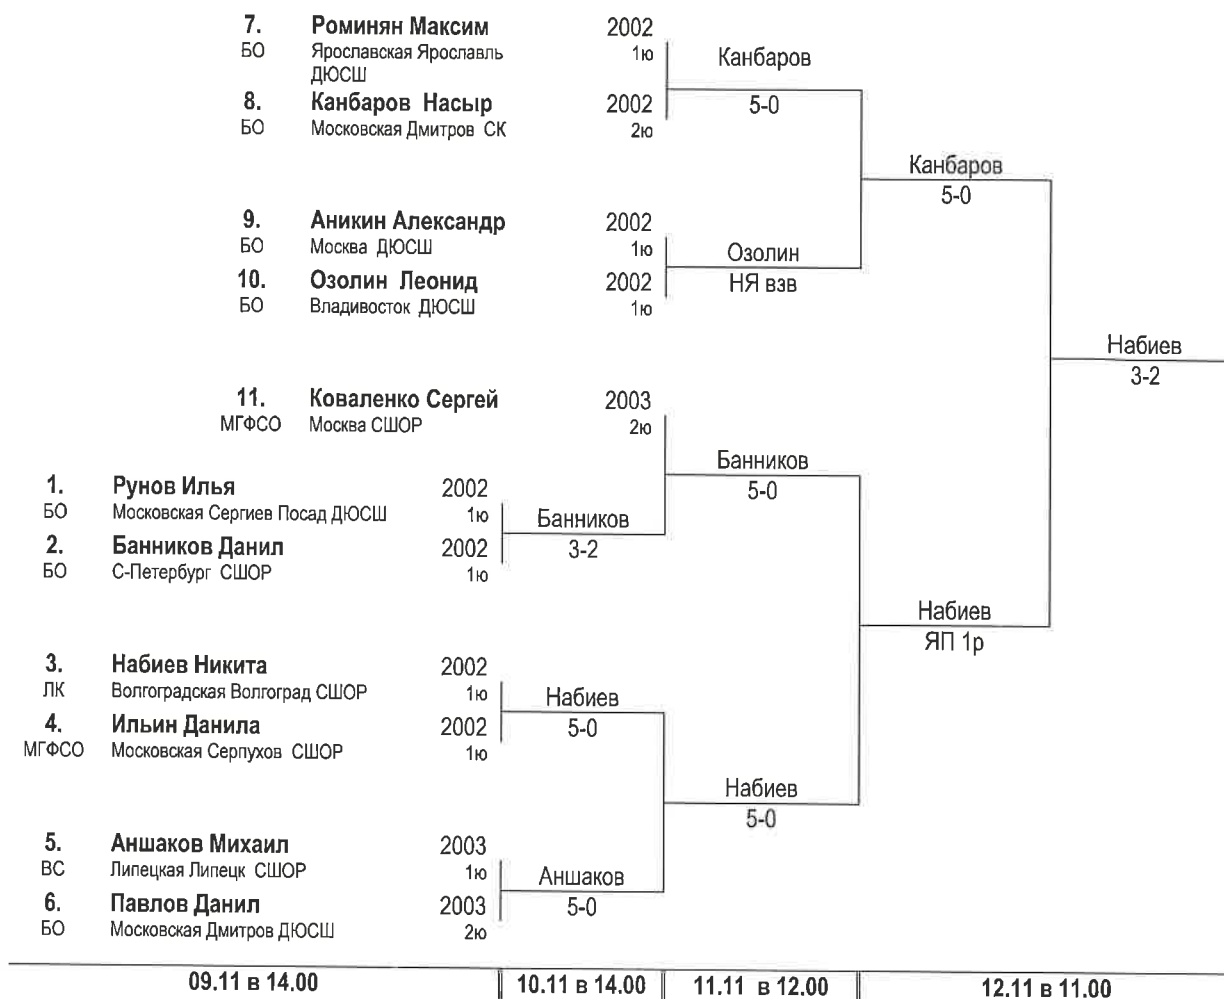 7. Роминян Максим 2002
БО Ярославская Ярославль 1ю
ДЮСШ
Канбаров
5-0
8. Канбаров Насыр 2002
БО Московская Дмитров СК 2ю
Канбаров
5-0
9. Аникин Александр 2002
БО Москва ДЮСШ 1ю
Озолин
НЯ взв
10. Озолин Леонид 2002
БО Владивосток ДЮСШ 1ю
Набиев
3-2
11. Коваленко Сергей 2003
МГФСО Москва СШОР 2ю
Банников
5-0
1. Рунов Илья 2002
БО Московская Сергиев Посад ДЮСШ 1ю
Банников
3-2
2. Банников Данил 2002
БО С-Петербург СШОР 1ю
Набиев
ЯП 1р
3. Набиев Никита 2002
ЛК Волгоградская Волгоград СШОР 1ю
Набиев
5-0
4. Ильин Данила 2002
МГФСО Московская Серпухов СШОР 1ю
Набиев
5-0
5. Аншаков Михаил 2003
ВС Липецкая Липецк СШОР 1ю
Аншаков
5-0
6. Павлов Данил 2003
БО Московская Дмитров ДЮСШ 2ю
09.11 в 14.00 10.11 в 14.00 11.11 в 12.00 12.11 в 11.00